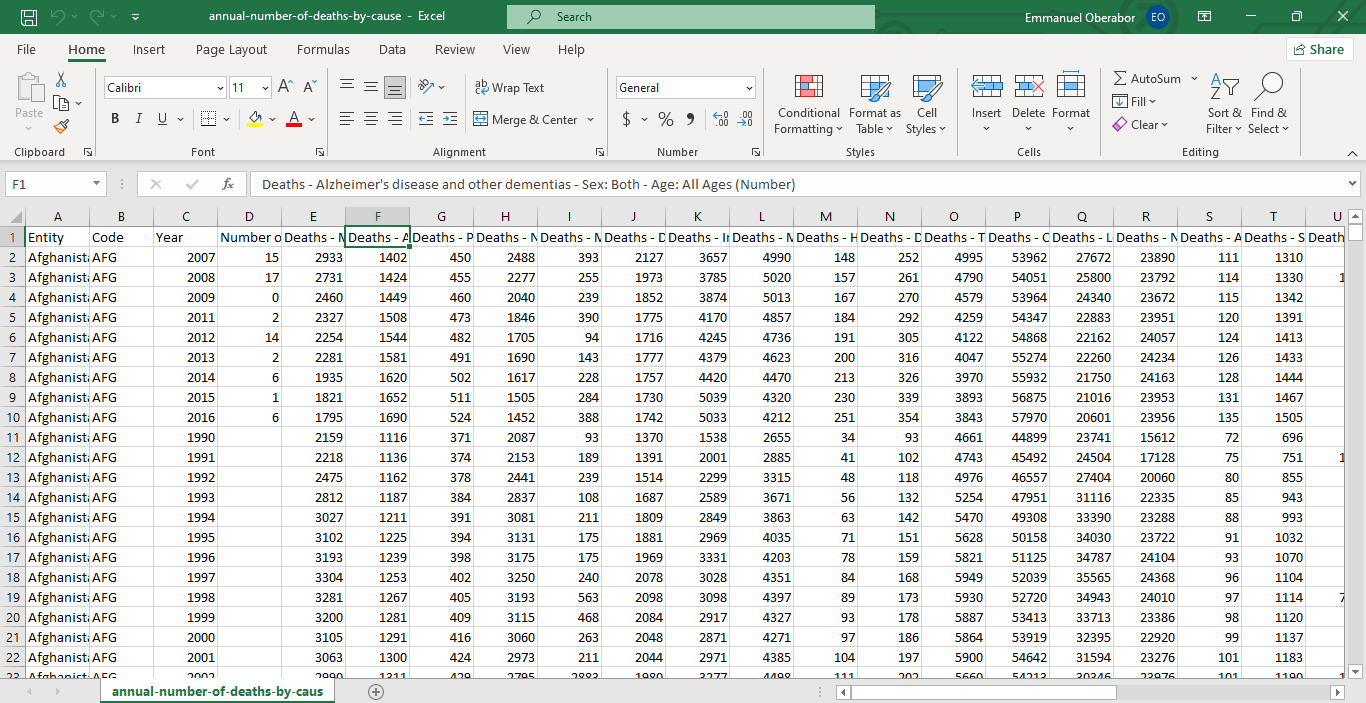 annual-number-of-deaths-by-cause - Excel
Search
Emmanuel Oberabor
EO
File Home Insert Page Layout Formulas Data Review View Help
Share
Paste
Calibri 11
B I U
A A
Wrap Text
Merge & Center
General
$ % 9
Conditional Formatting
Format as Table
Cell Styles
Insert Delete Format
AutoSum
Fill
Clear
Sort & Filter
Find & Select
Clipboard Font Alignment Number Styles Cells Editing
F1 fx Deaths - Alzheimer's disease and other dementias - Sex: Both - Age: All Ages (Number)
A B C D E F G H I J K L M N O P Q R S T U
1 Entity Code Year Number o Deaths - M Deaths - A Deaths - P Deaths - N Deaths - M Deaths - D Deaths - In Deaths - M Deaths - H Deaths - D Deaths - T Deaths - C Deaths - L Deaths - N Deaths - A Deaths - S Death
2 Afghanista AFG 2007 15 2933 1402 450 2488 393 2127 3657 4990 148 252 4995 53962 27672 23890 111 1310
3 Afghanista AFG 2008 17 2731 1424 455 2277 255 1973 3785 5020 157 261 4790 54051 25800 23792 114 1330 1
4 Afghanista AFG 2009 0 2460 1449 460 2040 239 1852 3874 5013 167 270 4579 53964 24340 23672 115 1342
5 Afghanista AFG 2011 2 2327 1508 473 1846 390 1775 4170 4857 184 292 4259 54347 22883 23951 120 1391
6 Afghanista AFG 2012 14 2254 1544 482 1705 94 1716 4245 4736 191 305 4122 54868 22162 24057 124 1413
7 Afghanista AFG 2013 2 2281 1581 491 1690 143 1777 4379 4623 200 316 4047 55274 22260 24234 126 1433
8 Afghanista AFG 2014 6 1935 1620 502 1617 228 1757 4420 4470 213 326 3970 55932 21750 24163 128 1444
9 Afghanista AFG 2015 1 1821 1652 511 1505 284 1730 5039 4320 230 339 3893 56875 21016 23953 131 1467
10 Afghanista AFG 2016 6 1795 1690 524 1452 388 1742 5033 4212 251 354 3843 57970 20601 23956 135 1505
11 Afghanista AFG 1990 2159 1116 371 2087 93 1370 1538 2655 34 93 4661 44899 23741 15612 72 696
12 Afghanista AFG 1991 2218 1136 374 2153 189 1391 2001 2885 41 102 4743 45492 24504 17128 75 751 1
13 Afghanista AFG 1992 2475 1162 378 2441 239 1514 2299 3315 48 118 4976 46557 27404 20060 80 855
14 Afghanista AFG 1993 2812 1187 384 2837 108 1687 2589 3671 56 132 5254 47951 31116 22335 85 943
15 Afghanista AFG 1994 3027 1211 391 3081 211 1809 2849 3863 63 142 5470 49308 33390 23288 88 993
16 Afghanista AFG 1995 3102 1225 394 3131 175 1881 2969 4035 71 151 5628 50158 34030 23722 91 1032
17 Afghanista AFG 1996 3193 1239 398 3175 175 1969 3331 4203 78 159 5821 51125 34787 24104 93 1070
18 Afghanista AFG 1997 3304 1253 402 3250 240 2078 3028 4351 84 168 5949 52039 35565 24368 96 1104
19 Afghanista AFG 1998 3281 1267 405 3193 563 2098 3098 4397 89 173 5930 52720 34943 24010 97 1114 7
20 Afghanista AFG 1999 3200 1281 409 3115 468 2084 2917 4327 93 178 5887 53413 33713 23386 98 1120
21 Afghanista AFG 2000 3105 1291 416 3060 263 2048 2871 4271 97 186 5864 53919 32395 22920 99 1137
22 Afghanista AFG 2001 3063 1300 424 2973 211 2044 2971 4385 104 197 5900 54642 31594 23276 101 1183
23 Afghanista AFG 2002 2990 1311 429 2795 2883 1980 3277 4498 111 202 5660 54213 30346 23976 101 1190 1
annual-number-of-deaths-by-caus